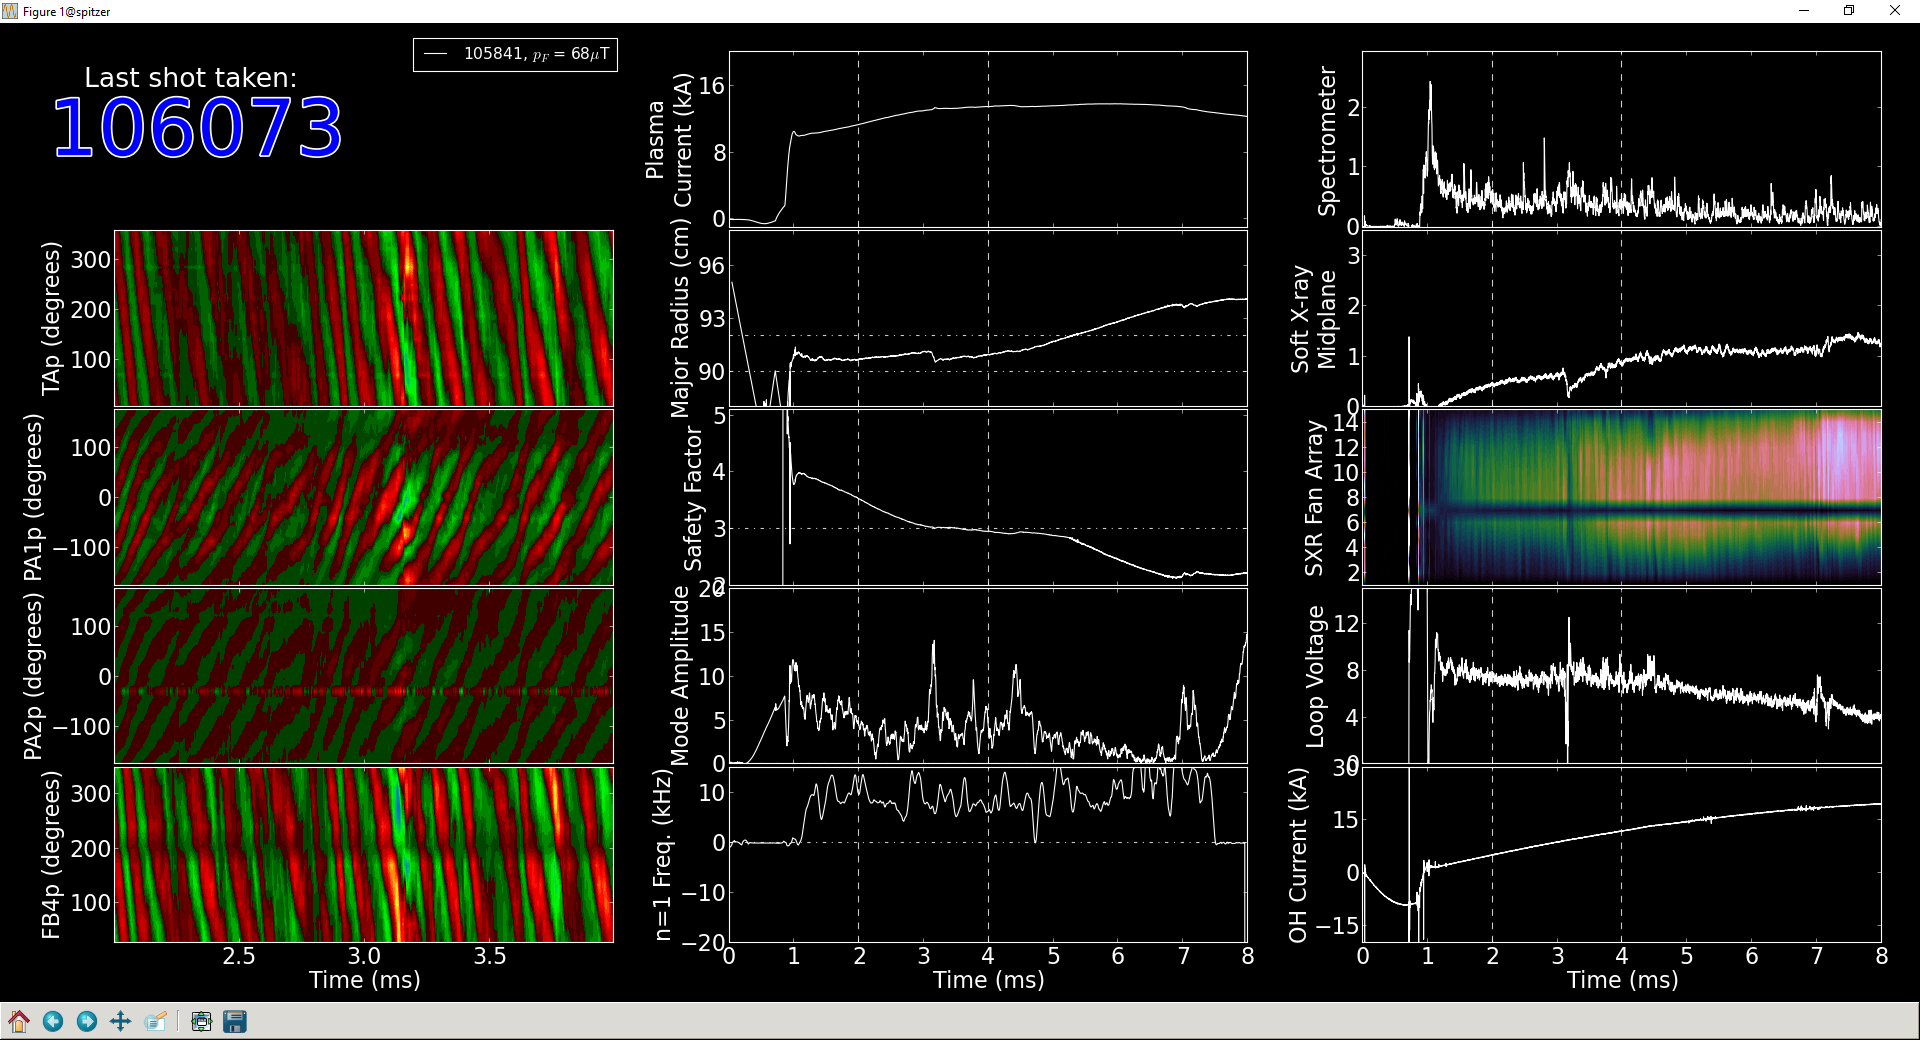 Figure 1@spitzer
105841, pF = 68μT
Last shot taken:
106073
TAp (degrees)
300
200
100
PA1p (degrees)
100
0
−100
PA2p (degrees)
100
0
−100
FB4p (degrees)
300
200
100
2.5 3.0 3.5
Time (ms)
Plasma
Current (kA)
16
8
0
Major Radius (cm)
96
93
90
Safety Factor
5
4
3
2
Mode Amplitude
20
15
10
5
0
n=1 Freq. (kHz)
10
0
−10
−20
0 1 2 3 4 5 6 7 8
Time (ms)
Spectrometer
2
1
0
Soft X-ray
Midplane
3
2
1
0
SXR Fan Array
14
12
10
8
6
4
2
Loop Voltage
12
8
4
0
OH Current (kA)
30
15
0
−15
0 1 2 3 4 5 6 7 8
Time (ms)